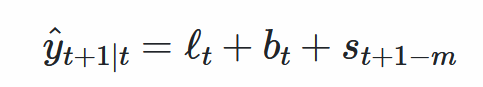 ŷ_{t+1|t} = ℓ_t + b_t + s_{t+1−m}